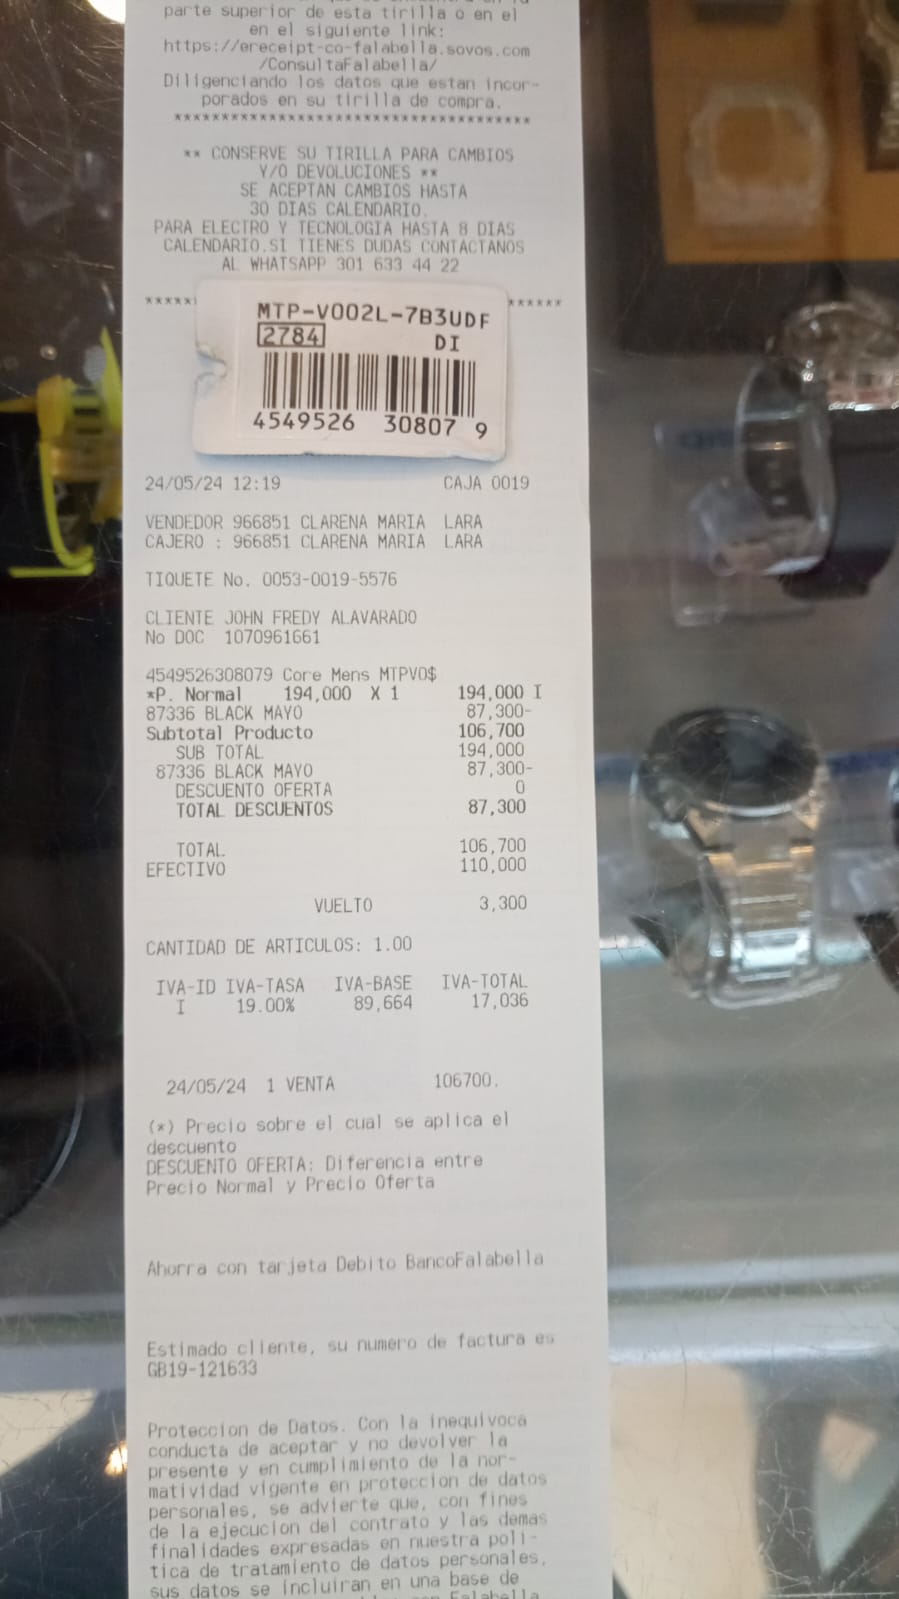 parte superior de esta tirilla o en el
en el siguiente link:
https://ereceipt-co-falabella.sovos.com
/ConsultaFalabella/
Diligenciando los datos que estan incor-
porados en su tirilla de compra.
**************************************
** CONSERVE SU TIRILLA PARA CAMBIOS
Y/O DEVOLUCIONES **
SE ACEPTAN CAMBIOS HASTA
30 DIAS CALENDARIO.
PARA ELECTRO Y TECNOLOGIA HASTA 8 DIAS
CALENDARIO.SI TIENES DUDAS CONTACTANOS
AL WHATSAPP 301 633 44 22
***** ******
MTP-V002L-7B3UDF
2784 DI
4549526 30807 9
24/05/24 12:19 CAJA 0019
VENDEDOR 966851 CLARENA MARIA LARA
CAJERO : 966851 CLARENA MARIA LARA
TIQUETE No. 0053-0019-5576
CLIENTE JOHN FREDY ALAVARADO
No DOC 1070961661
4549526308079 Core Mens MTPV0$
*P. Normal 194,000 X 1 194,000 I
87336 BLACK MAYO 87,300-
Subtotal Producto 106,700
SUB TOTAL 194,000
87336 BLACK MAYO 87,300-
DESCUENTO OFERTA 0
TOTAL DESCUENTOS 87,300
TOTAL 106,700
EFECTIVO 110,000
VUELTO 3,300
CANTIDAD DE ARTICULOS: 1.00
IVA-ID IVA-TASA IVA-BASE IVA-TOTAL
I 19.00% 89,664 17,036
24/05/24 1 VENTA 106700.
(*) Precio sobre el cual se aplica el
descuento
DESCUENTO OFERTA: Diferencia entre
Precio Normal y Precio Oferta
Ahorra con tarjeta Debito BancoFalabella
Estimado cliente, su numero de factura es
GB19-121633
Proteccion de Datos. Con la inequivoca
conducta de aceptar y no devolver la
presente y en cumplimiento de la nor-
matividad vigente en proteccion de datos
personales, se advierte que, con fines
de la ejecucion del contrato y las demas
finalidades expresadas en nuestra poli-
tica de tratamiento de datos personales,
sus datos se incluiran en una base de